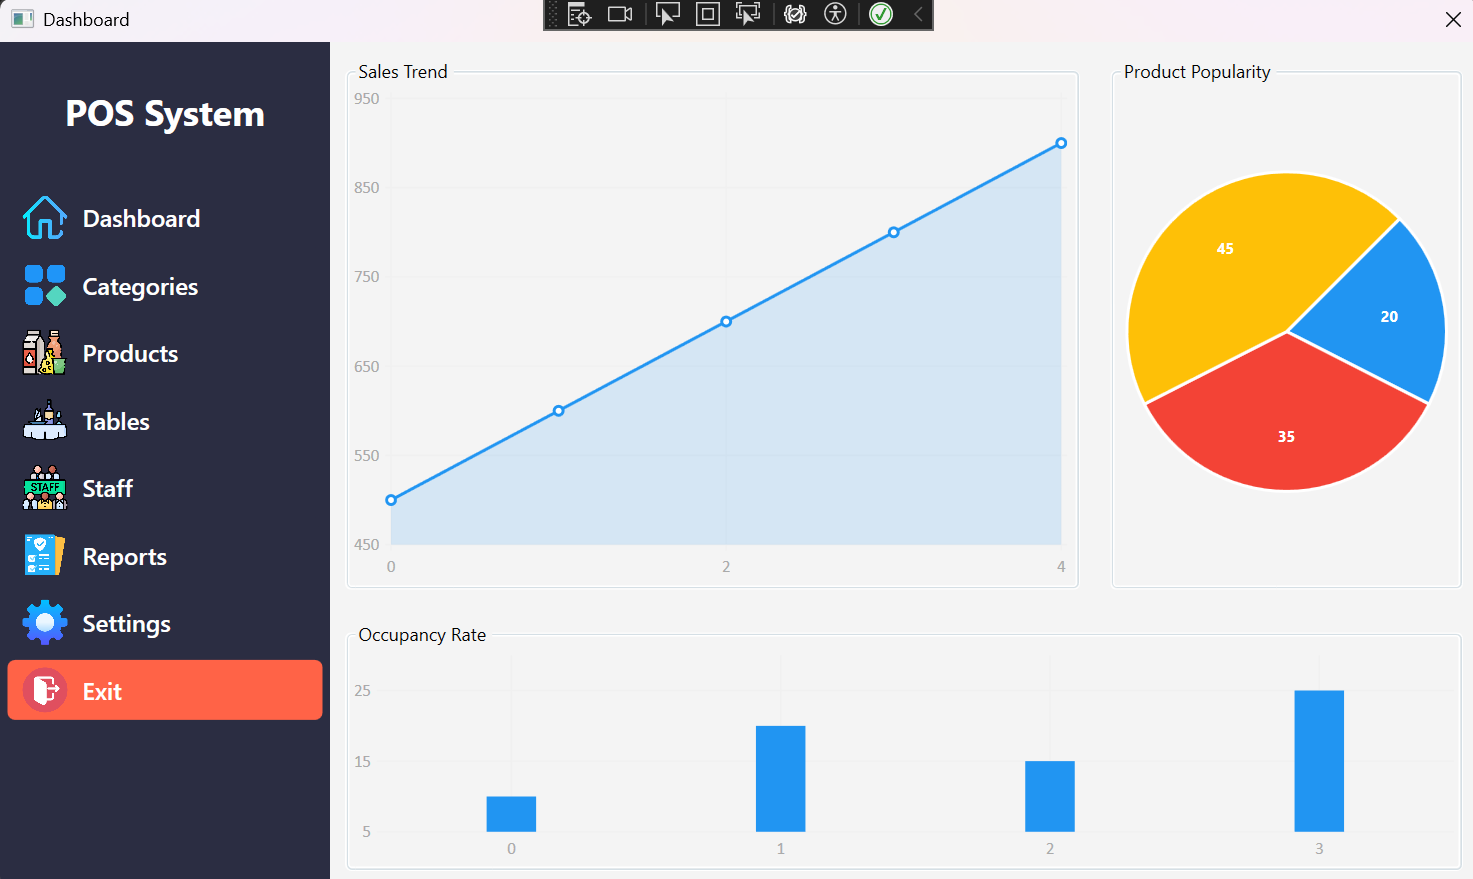 Dashboard
POS System
Dashboard
Categories
Products
Tables
STAFF
Staff
Reports
Settings
Exit
Sales Trend
950
850
750
650
550
450
0 2 4
Product Popularity
45
20
35
Occupancy Rate
25
15
5
0 1 2 3